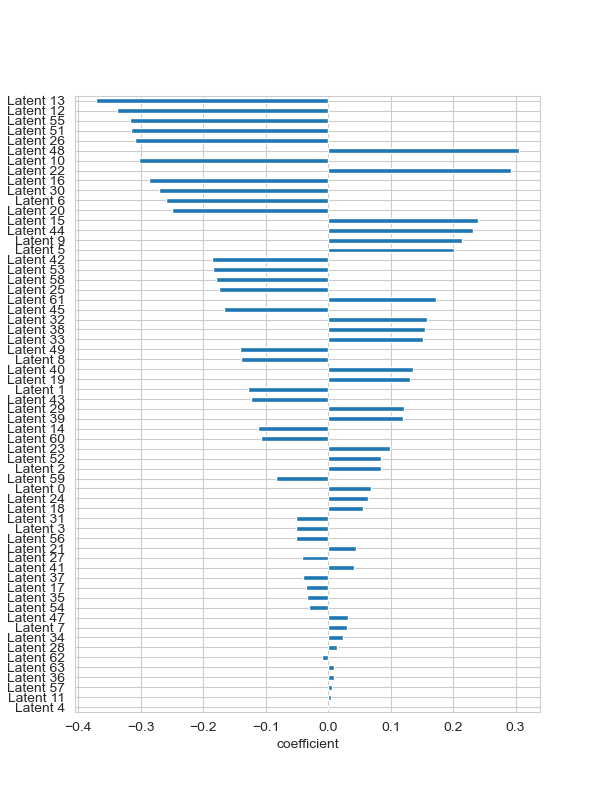 Latent 13
Latent 12
Latent 55
Latent 51
Latent 26
Latent 48
Latent 10
Latent 22
Latent 16
Latent 30
Latent 6
Latent 20
Latent 15
Latent 44
Latent 9
Latent 5
Latent 42
Latent 53
Latent 58
Latent 25
Latent 61
Latent 45
Latent 32
Latent 38
Latent 33
Latent 49
Latent 8
Latent 40
Latent 19
Latent 1
Latent 43
Latent 29
Latent 39
Latent 14
Latent 60
Latent 23
Latent 52
Latent 2
Latent 59
Latent 0
Latent 24
Latent 18
Latent 31
Latent 3
Latent 56
Latent 21
Latent 27
Latent 41
Latent 37
Latent 17
Latent 35
Latent 54
Latent 47
Latent 7
Latent 34
Latent 28
Latent 62
Latent 63
Latent 36
Latent 57
Latent 11
Latent 4
−0.4 −0.3 −0.2 −0.1 0.0 0.1 0.2 0.3
coefficient